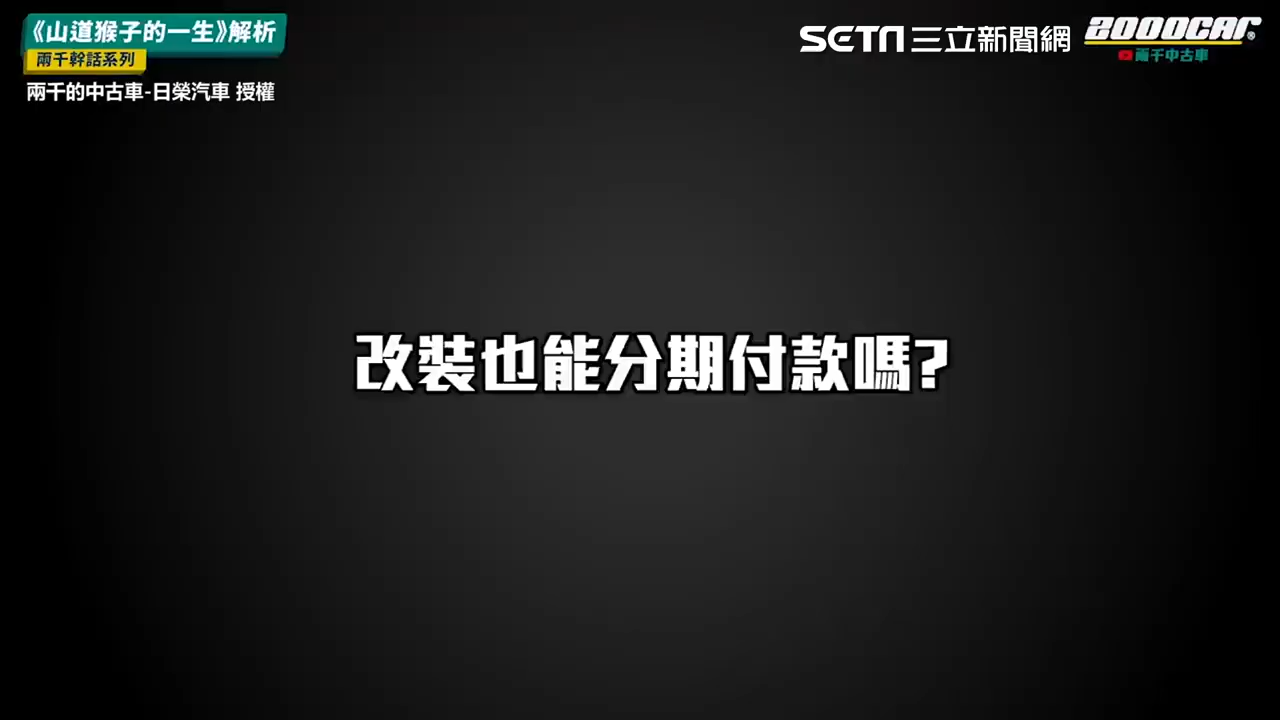 《山道猴子的一生》解析
兩千幹話系列
兩千的中古車-日榮汽車 授權
SETN三立新聞網
2000CAR®
兩千中古車
改裝也能分期付款嗎?